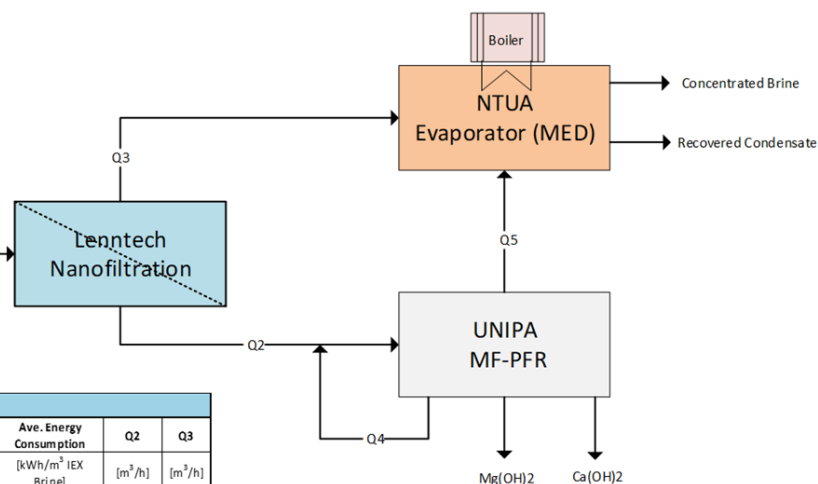 Boiler
NTUA
Evaporator (MED)
Concentrated Brine
Recovered Condensate
Q3
Lenntech
Nanofiltration
Q5
UNIPA
MF-PFR
Q2
Q4
Mg(OH)2
Ca(OH)2
Ave. Energy
Consumption
Q2
Q3
[kWh/m³ IEX
Brine]
[m³/h]
[m³/h]